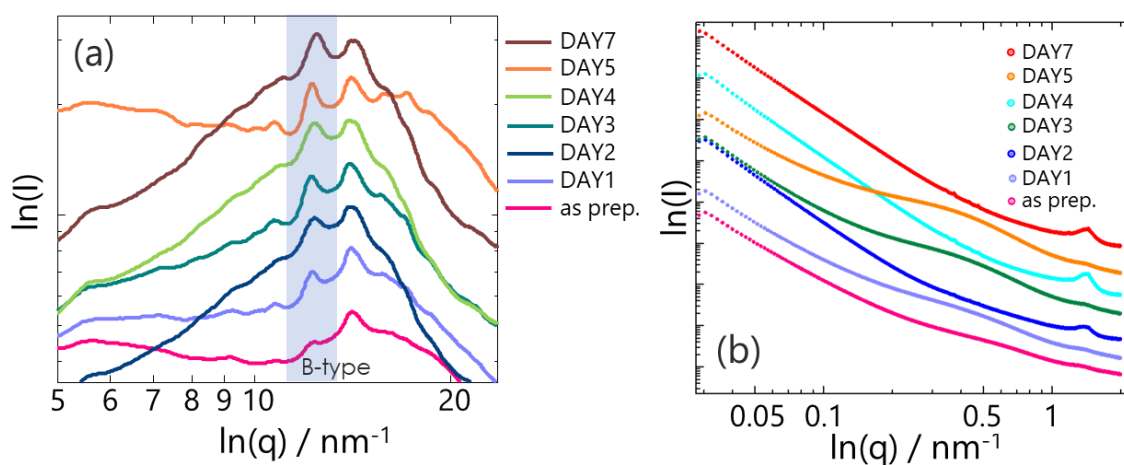 (a)
DAY7
DAY5
DAY4
DAY3
DAY2
DAY1
as prep.
B-type
ln(I)
5 6 7 8 9 10 20
ln(q) / nm⁻¹
DAY7
DAY5
DAY4
DAY3
DAY2
DAY1
as prep.
(b)
ln(I)
0.05 0.1 0.5 1
ln(q) / nm⁻¹